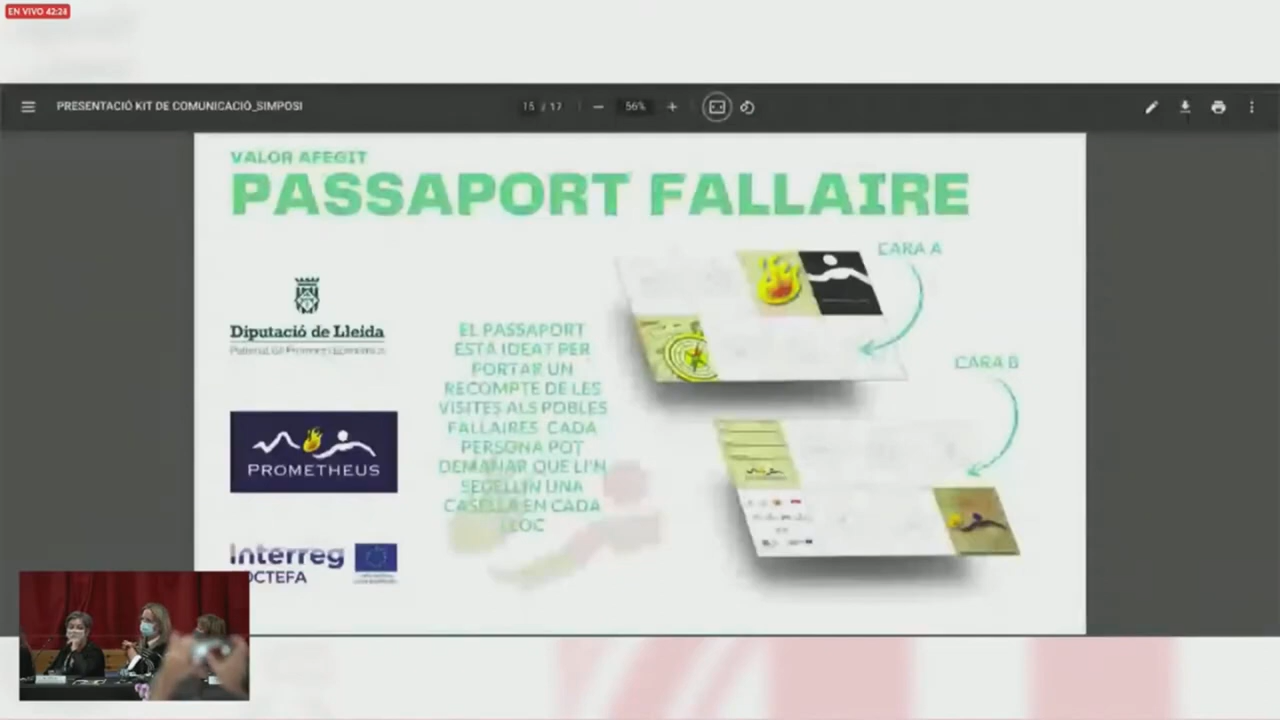 EN VIVO 42:24
PRESENTACIÓ KIT DE COMUNICACIÓ_SIMPOSI
15 / 17
56%
VALOR AFEGIT
PASSAPORT FALLAIRE
CARA A
CARA B
Diputació de Lleida
PROMETHEUS
Interreg
POCTEFA
EL PASSAPORT
ESTÀ IDEAT PER
PORTAR UN
RECOMPTE DE LES
VISITES ALS POBLES
FALLAIRES. CADA
PERSONA POT
DEMANAR QUE LI'N
SEGELLIN UNA
CASELLA EN CADA
LLOC